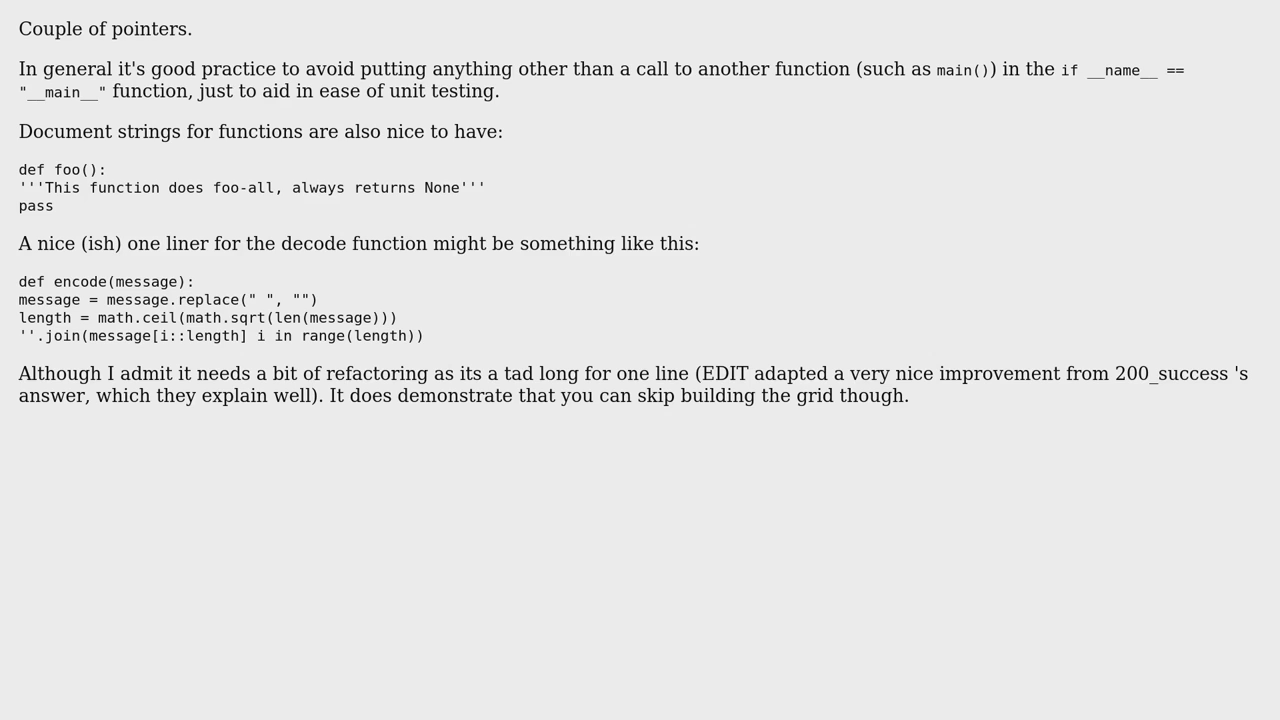 Couple of pointers.
In general it's good practice to avoid putting anything other than a call to another function (such as main()) in the if __name__ ==
"__main__" function, just to aid in ease of unit testing.
Document strings for functions are also nice to have:
def foo():
'''This function does foo-all, always returns None'''
pass
A nice (ish) one liner for the decode function might be something like this:
def encode(message):
message = message.replace(" ", "")
length = math.ceil(math.sqrt(len(message)))
''.join(message[i::length] i in range(length))
Although I admit it needs a bit of refactoring as its a tad long for one line (EDIT adapted a very nice improvement from 200_success 's
answer, which they explain well). It does demonstrate that you can skip building the grid though.